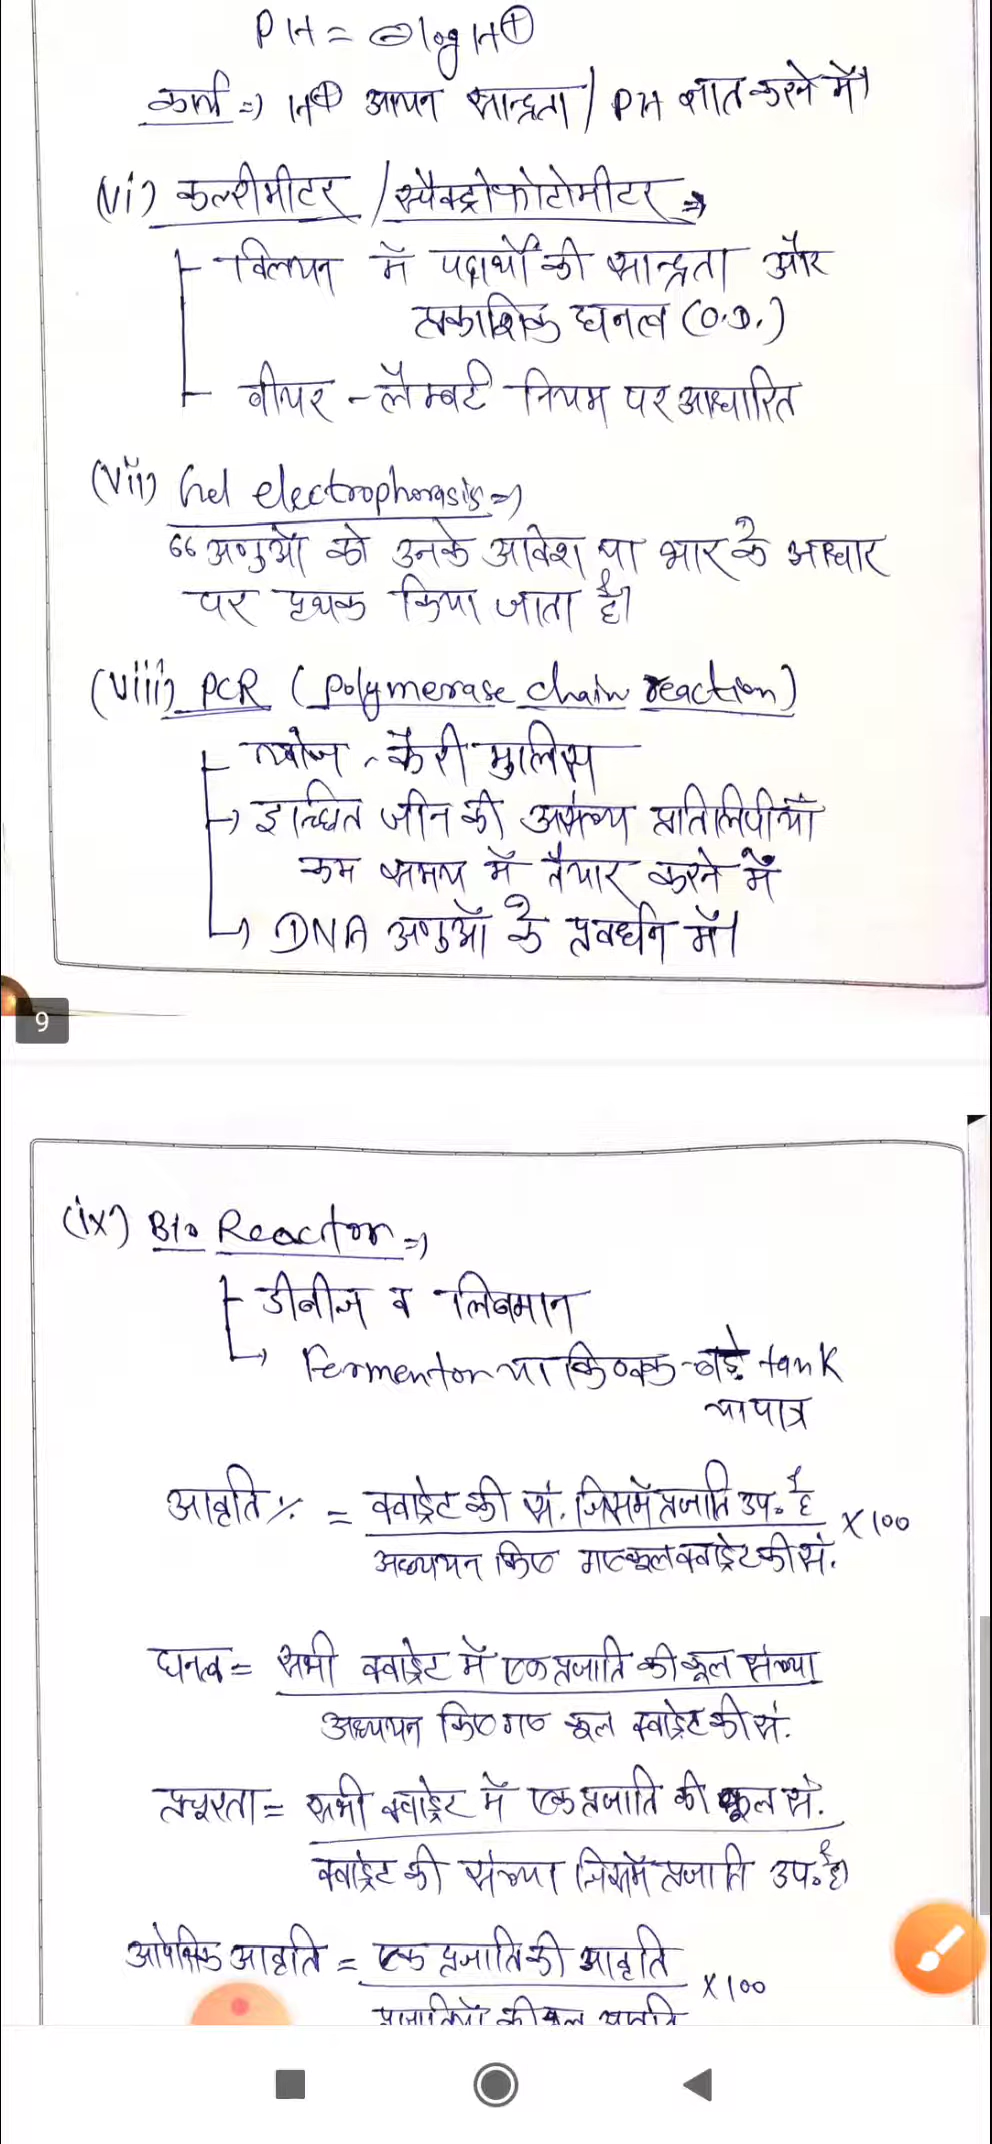 PH = ⊖log H⊕
कार्य ⇒ H⊕ आयन सान्द्रता / PH ज्ञात करने में।
(vi) कलरीमीटर / स्पैक्ट्रोफोटोमीटर ⇒
विलयन में पदार्थों की सान्द्रता और
प्रकाशिक घनत्व (O.D.)
बीयर - लैम्बर्ट नियम पर आधारित
(vii) Gel electrophorasis ⇒
“अणुओं को उनके आवेश या भार के आधार
पर पृथक किया जाता है।
(viii) PCR (polymerase chain reaction)
खोज - कैरी मुलिस
→ इच्छित जीन की असंख्य प्रतिलिपीयाँ
कम समय में तैयार करने में
→ DNA अणुओं के प्रवर्धन में।
9
(ix) Bio Reactor ⇒
डीबीज व लिबमान
→ Fermentor या किण्वक - बड़े tank
या पात्र
आवृति % = क्वाड्रेट की सं. जिसमें प्रजाति उप. है × 100
अध्ययन किए गए कूल क्वाड्रेट की सं.
घनत्व = सभी क्वाड्रेट में एक प्रजाति की कूल संख्या
अध्ययन किए गए कूल क्वाड्रेट की सं.
प्रचूरता = सभी क्वाड्रेट में एक प्रजाति की कूल सं.
क्वाड्रेट की संख्या जिसमें प्रजाति उप. है।
आपेक्षिक आवृति = एक प्रजाति की आवृति × 100